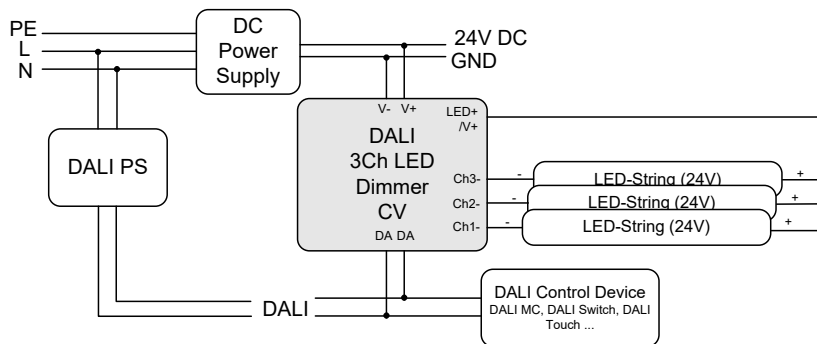 PE
L
N
DC
Power
Supply
24V DC
GND
V- V+
LED+
/V+
DALI
3Ch LED
Dimmer
CV
DALI PS
Ch3-
-
LED-String (24V)
+
Ch2-
-
LED-String (24V)
+
Ch1-
-
LED-String (24V)
+
DA DA
DALI
DALI Control Device
DALI MC, DALI Switch, DALI
Touch ...